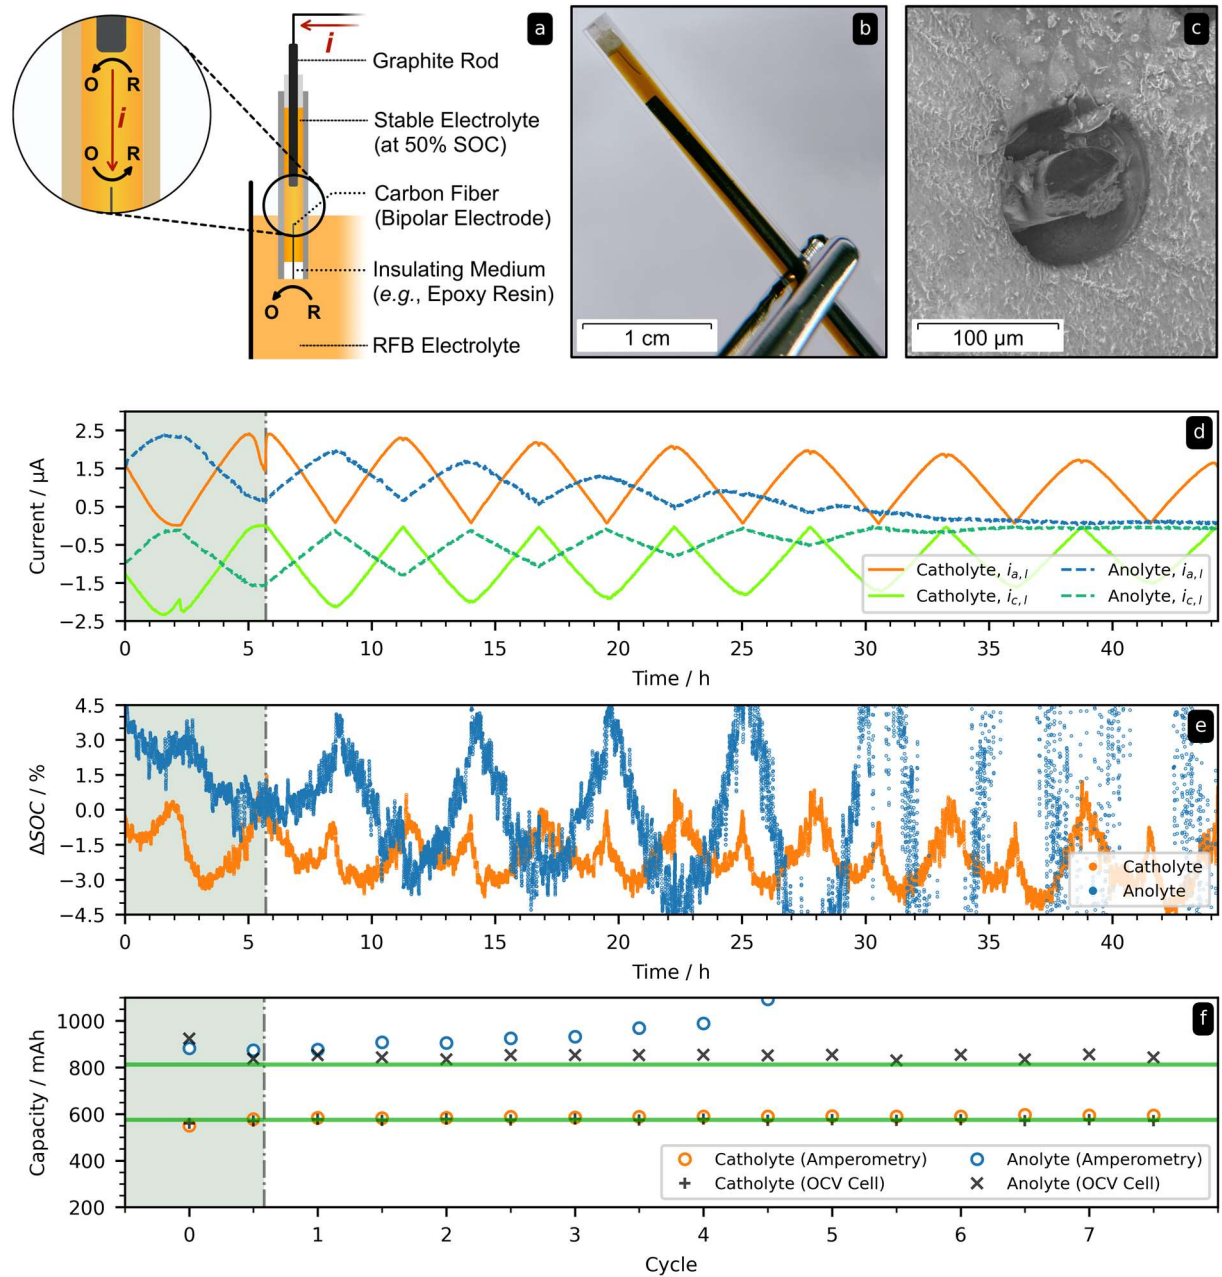 a
i
Graphite Rod
O R
i
O R
Stable Electrolyte
(at 50% SOC)
Carbon Fiber
(Bipolar Electrode)
Insulating Medium
(e.g., Epoxy Resin)
O R
RFB Electrolyte
b
1 cm
c
100 µm
d
Current / µA
2.5
1.5
0.5
−0.5
−1.5
−2.5
Catholyte, i_a,l
Catholyte, i_c,l
Anolyte, i_a,l
Anolyte, i_c,l
0 5 10 15 20 25 30 35 40
Time / h
e
ΔSOC / %
4.5
3.0
1.5
0.0
−1.5
−3.0
−4.5
Catholyte
Anolyte
0 5 10 15 20 25 30 35 40
Time / h
f
Capacity / mAh
1000
800
600
400
200
Catholyte (Amperometry)
Catholyte (OCV Cell)
Anolyte (Amperometry)
Anolyte (OCV Cell)
0 1 2 3 4 5 6 7
Cycle